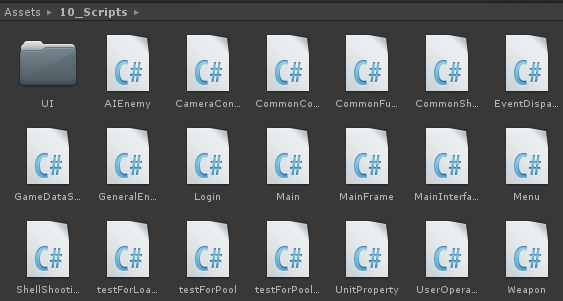 Assets ▸ 10_Scripts ▸
C# C# C# C# C# C#
UI AIEnemy CameraCon... CommonCo... CommonFu... CommonSh... EventDispa...
C# C# C# C# C# C# C#
GameDataS... GeneralEn... Login Main MainFrame MainInterfa... Menu
C# C# C# C# C# C# C#
ShellShooti... testForLoa... testForPool testForPool... UnitProperty UserOpera... Weapon